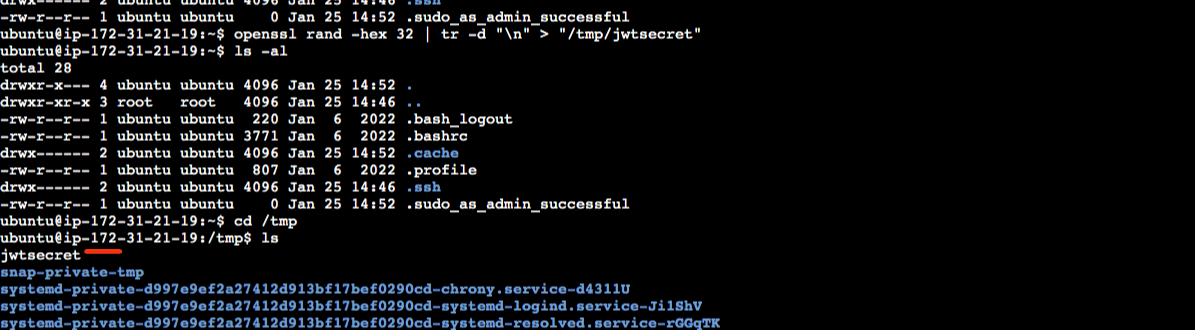 drwx------ 2 ubuntu ubuntu 4096 Jan 25 14:46 .ssh
-rw-r--r-- 1 ubuntu ubuntu    0 Jan 25 14:52 .sudo_as_admin_successful
ubuntu@ip-172-31-21-19:~$ openssl rand -hex 32 | tr -d "\n" > "/tmp/jwtsecret"
ubuntu@ip-172-31-21-19:~$ ls -al
total 28
drwxr-x--- 4 ubuntu ubuntu 4096 Jan 25 14:52 .
drwxr-xr-x 3 root   root   4096 Jan 25 14:46 ..
-rw-r--r-- 1 ubuntu ubuntu  220 Jan  6  2022 .bash_logout
-rw-r--r-- 1 ubuntu ubuntu 3771 Jan  6  2022 .bashrc
drwx------ 2 ubuntu ubuntu 4096 Jan 25 14:52 .cache
-rw-r--r-- 1 ubuntu ubuntu  807 Jan  6  2022 .profile
drwx------ 2 ubuntu ubuntu 4096 Jan 25 14:46 .ssh
-rw-r--r-- 1 ubuntu ubuntu    0 Jan 25 14:52 .sudo_as_admin_successful
ubuntu@ip-172-31-21-19:~$ cd /tmp
ubuntu@ip-172-31-21-19:/tmp$ ls
jwtsecret
snap-private-tmp
systemd-private-d997e9ef2a27412d913bf17bef0290cd-chrony.service-d4311U
systemd-private-d997e9ef2a27412d913bf17bef0290cd-systemd-logind.service-Ji1ShV
systemd-private-d997e9ef2a27412d913bf17bef0290cd-systemd-resolved.service-rGGqTK